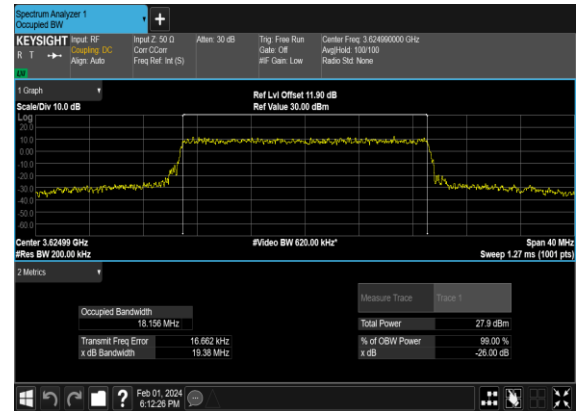 Spectrum Analyzer 1
Occupied BW
KEYSIGHT
R T
LM
Input: RF
Coupling: DC
Align: Auto
Input Z: 50 Ω
Corr CCorr
Freq Ref: Int (S)
Atten: 30 dB
Trig: Free Run
Gate: Off
#IF Gain: Low
Center Freq: 3.624990000 GHz
Avg|Hold: 100/100
Radio Std: None
1 Graph
Scale/Div 10.0 dB
Ref Lvl Offset 11.90 dB
Ref Value 30.00 dBm
Log
20.0
10.0
0.00
-10.0
-20.0
-30.0
-40.0
-50.0
-60.0
Center 3.62499 GHz
#Res BW 200.00 kHz
#Video BW 620.00 kHz*
Span 40 MHz
Sweep 1.27 ms (1001 pts)
2 Metrics
Measure Trace
Trace 1
Occupied Bandwidth
18.156 MHz
Total Power
27.9 dBm
Transmit Freq Error
16.662 kHz
% of OBW Power
99.00 %
x dB Bandwidth
19.38 MHz
x dB
-26.00 dB
?
Feb 01, 2024
6:12:26 PM